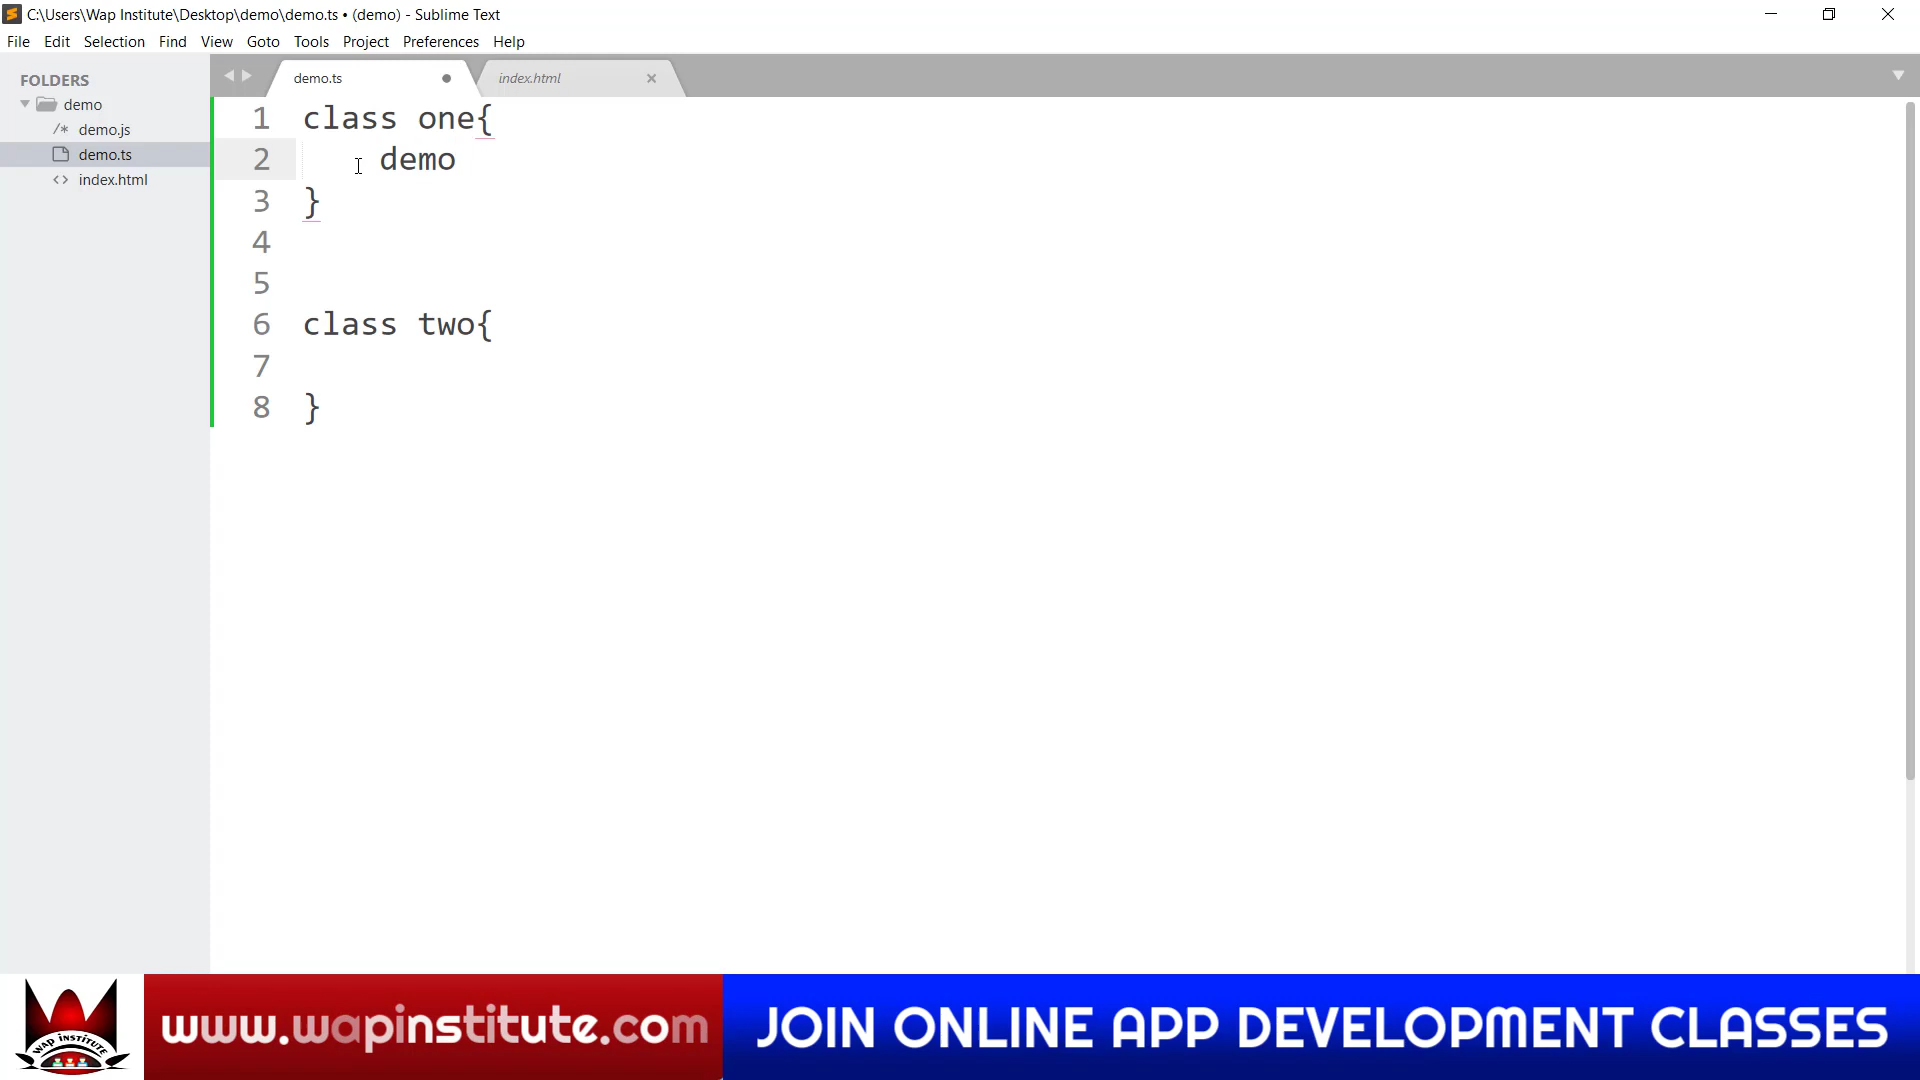 C:\Users\Wap Institute\Desktop\demo\demo.ts • (demo) - Sublime Text
File Edit Selection Find View Goto Tools Project Preferences Help
FOLDERS
demo
/* demo.js
demo.ts
<> index.html
demo.ts
index.html
1 class one{
2 demo
3 }
4
5
6 class two{
7
8 }
WAP INSTITUTE
www.wapinstitute.com
JOIN ONLINE APP DEVELOPMENT CLASSES